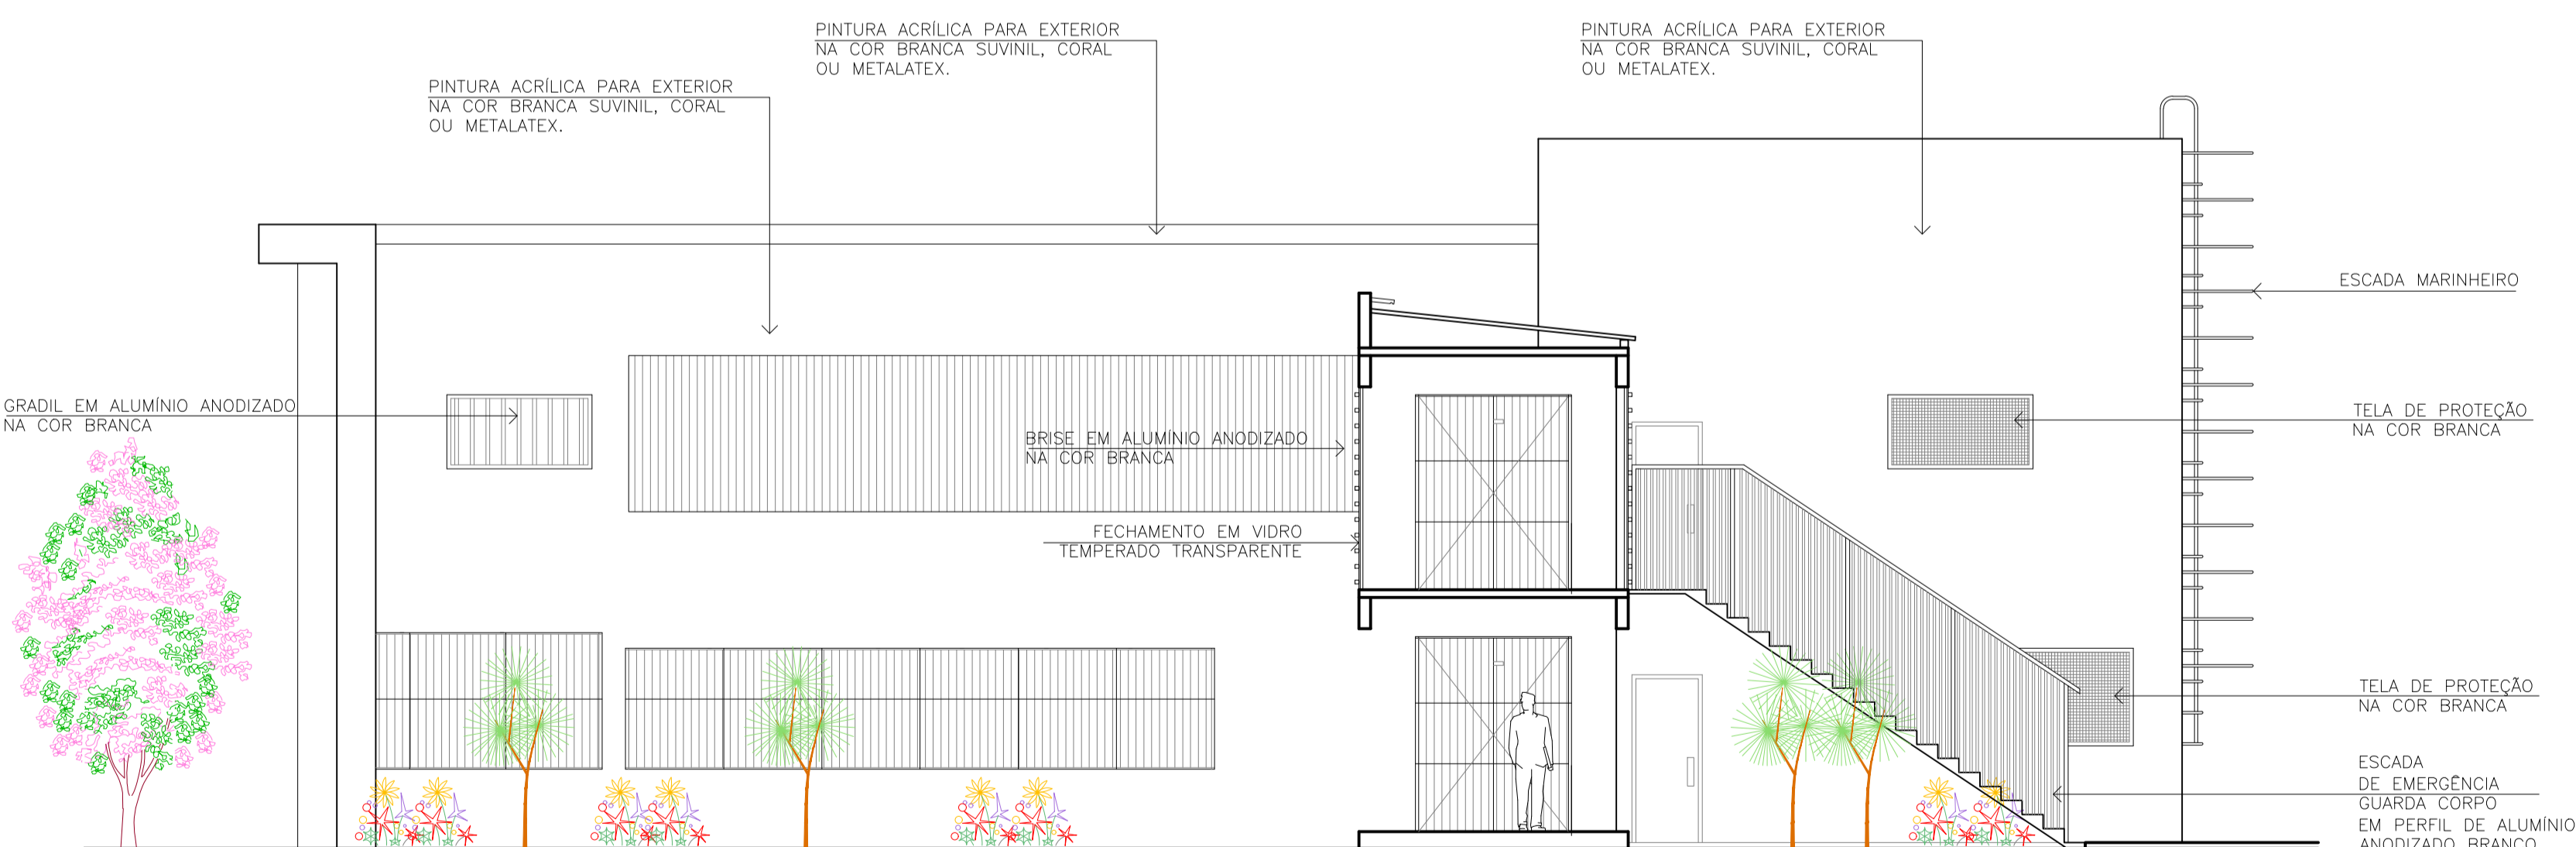 PINTURA ACRÍLICA PARA EXTERIOR
NA COR BRANCA SUVINIL, CORAL
OU METALATEX.
PINTURA ACRÍLICA PARA EXTERIOR
NA COR BRANCA SUVINIL, CORAL
OU METALATEX.
PINTURA ACRÍLICA PARA EXTERIOR
NA COR BRANCA SUVINIL, CORAL
OU METALATEX.
ESCADA MARINHEIRO
GRADIL EM ALUMÍNIO ANODIZADO
NA COR BRANCA
BRISE EM ALUMÍNIO ANODIZADO
NA COR BRANCA
TELA DE PROTEÇÃO
NA COR BRANCA
FECHAMENTO EM VIDRO
TEMPERADO TRANSPARENTE
TELA DE PROTEÇÃO
NA COR BRANCA
ESCADA
DE EMERGÊNCIA
GUARDA CORPO
EM PERFIL DE ALUMÍNIO
ANODIZADO BRANCO